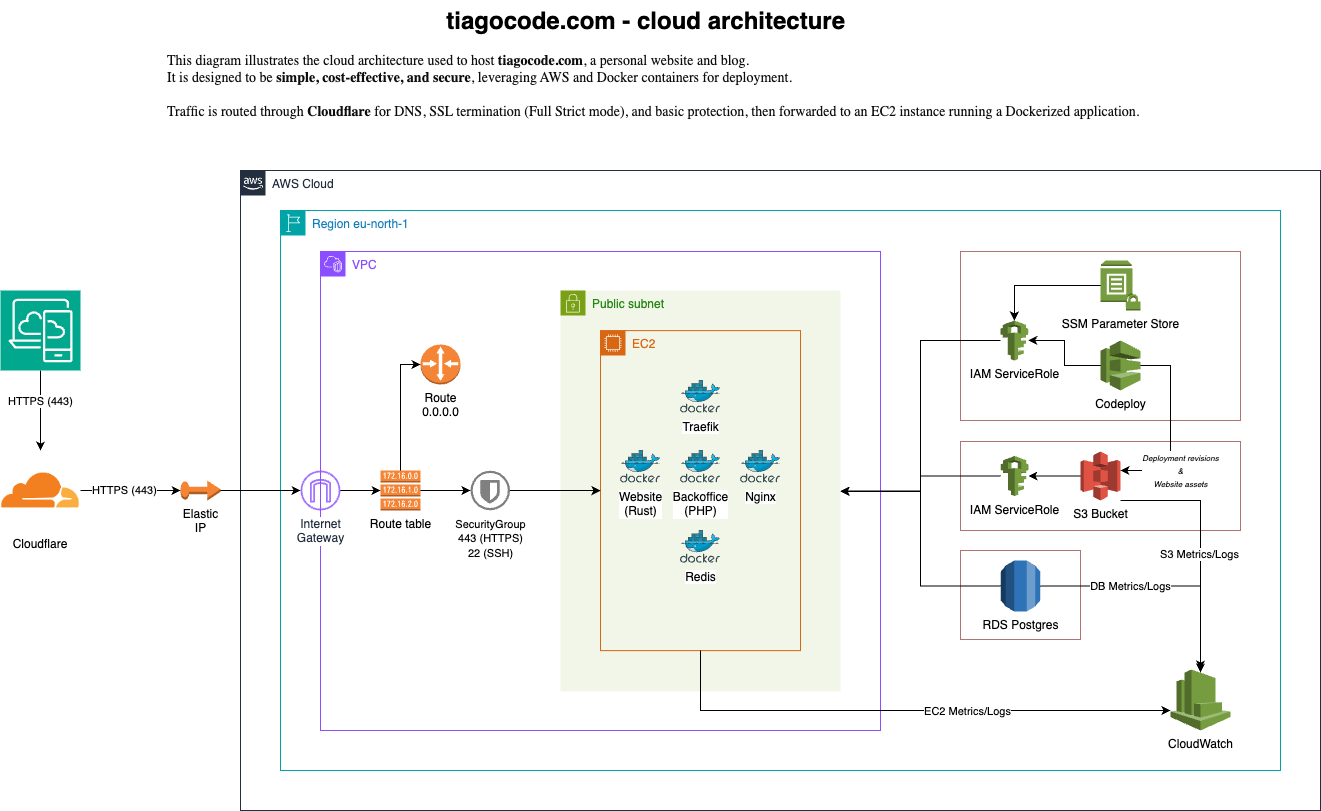 tiagocode.com - cloud architecture
This diagram illustrates the cloud architecture used to host tiagocode.com, a personal website and blog.
It is designed to be simple, cost-effective, and secure, leveraging AWS and Docker containers for deployment.
Traffic is routed through Cloudflare for DNS, SSL termination (Full Strict mode), and basic protection, then forwarded to an EC2 instance running a Dockerized application.
aws
AWS Cloud
Region eu-north-1
VPC
Public subnet
EC2
HTTPS (443)
Cloudflare
HTTPS (443)
Elastic
IP
Internet
Gateway
Route
0.0.0.0
172.16.0.0
172.16.1.0
172.16.2.0
Route table
SecurityGroup
443 (HTTPS)
22 (SSH)
docker
Traefik
docker
Website
(Rust)
docker
Backoffice
(PHP)
docker
Nginx
docker
Redis
SSM Parameter Store
IAM ServiceRole
Codeploy
Deployment revisions
&
Website assets
IAM ServiceRole
S3 Bucket
S3 Metrics/Logs
DB Metrics/Logs
RDS Postgres
EC2 Metrics/Logs
CloudWatch